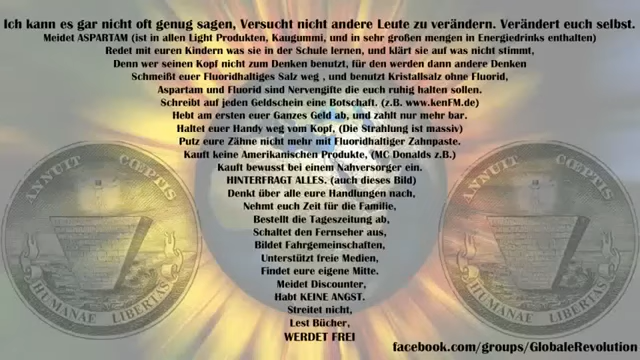 Ich kann es gar nicht oft genug sagen, Versucht nicht andere Leute zu verändern. Verändert euch selbst.
Meidet ASPARTAM (ist in allen Light Produkten, Kaugummi, und in sehr großen mengen in Energiedrinks enthalten)
Redet mit euren Kindern was sie in der Schule lernen, und klärt sie auf was nicht stimmt,
Denn wer seinen Kopf nicht zum Denken benutzt, für den werden dann andere Denken
Schmeißt euer Fluoridhaltiges Salz weg , und benutzt Kristallsalz ohne Fluorid,
Aspartam und Fluorid sind Nervengifte die euch ruhig halten sollen.
Schreibt auf jeden Geldschein eine Botschaft. (z.B. www.kenFM.de)
Hebt am ersten euer Ganzes Geld ab, und zahlt nur mehr bar.
Haltet euer Handy weg vom Kopf, (Die Strahlung ist massiv)
Putz eure Zähne nicht mehr mit Fluoridhaltiger Zahnpaste.
Kauft keine Amerikanischen Produkte, (MC Donalds z.B.)
Kauft bewusst bei einem Nahversorger ein.
HINTERFRAGT ALLES. (auch dieses Bild)
Denkt über alle eure Handlungen nach,
Nehmt euch Zeit für die Familie,
Bestellt die Tageszeitung ab,
Schaltet den Fernseher aus,
Bildet Fahrgemeinschaften,
Unterstützt freie Medien,
Findet eure eigene Mitte.
Meidet Discounter,
Habt KEINE ANGST.
Streitet nicht,
Lest Bücher,
WERDET FREI
ANNUIT CŒPTIS
HUMANAE LIBERTAS
ANNUIT CŒPTIS
HUMANAE LIBERTAS
facebook.com/groups/GlobaleRevolution